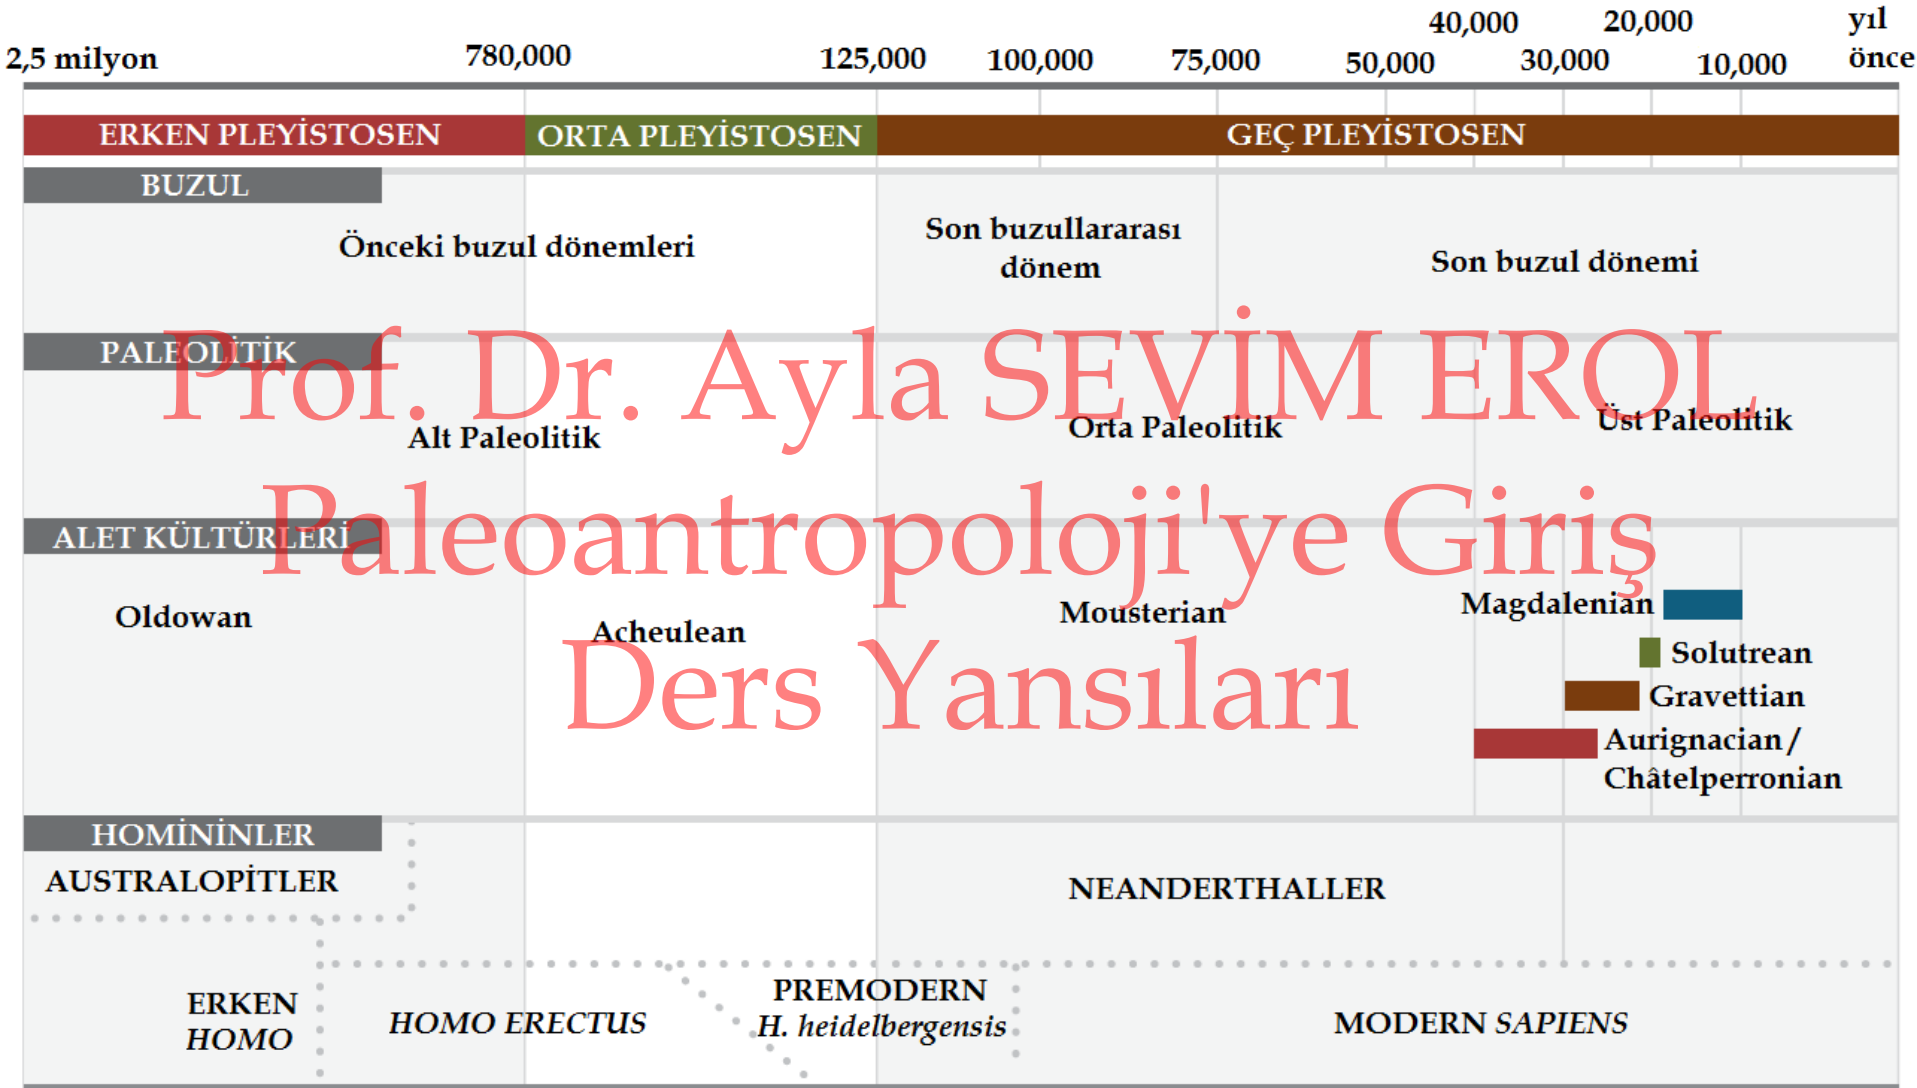 40,000 20,000 yıl
2,5 milyon 780,000 125,000 100,000 75,000 50,000 30,000 10,000 önce
ERKEN PLEYİSTOSEN ORTA PLEYİSTOSEN GEÇ PLEYİSTOSEN
BUZUL
Önceki buzul dönemleri
Son buzullararası
dönem
Son buzul dönemi
PALEOLİTİK
Prof. Dr. Ayla SEVİM EROL
Alt Paleolitik Orta Paleolitik Üst Paleolitik
Paleoantropoloji'ye Giriş
ALET KÜLTÜRLERİ
Oldowan Acheulean Mousterian Magdalenian
Solutrean
Ders Yansıları
Gravettian
Aurignacian/
Châtelperronian
HOMİNİNLER
AUSTRALOPİTLER NEANDERTHALLER
ERKEN
HOMO
HOMO ERECTUS
PREMODERN
H. heidelbergensis
MODERN SAPIENS